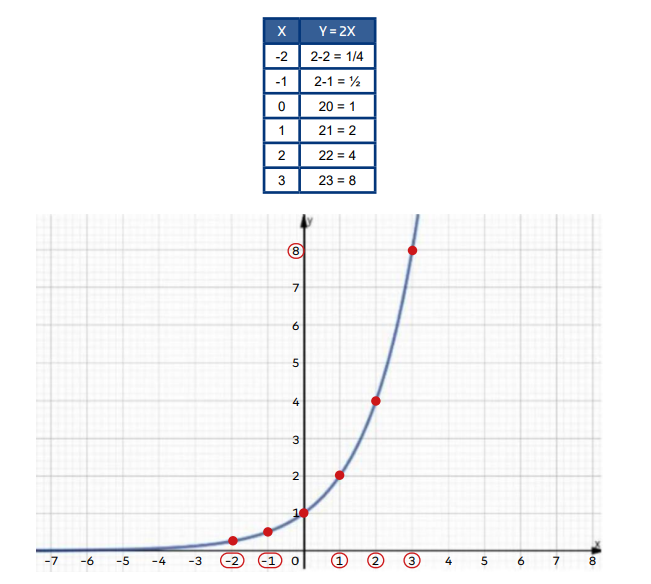 X Y = 2X
-2 2-2 = 1/4
-1 2-1 = ½
0 20 = 1
1 21 = 2
2 22 = 4
3 23 = 8
y
8
7
6
5
4
3
2
1
x
-7 -6 -5 -4 -3 -2 -1 0 1 2 3 4 5 6 7 8